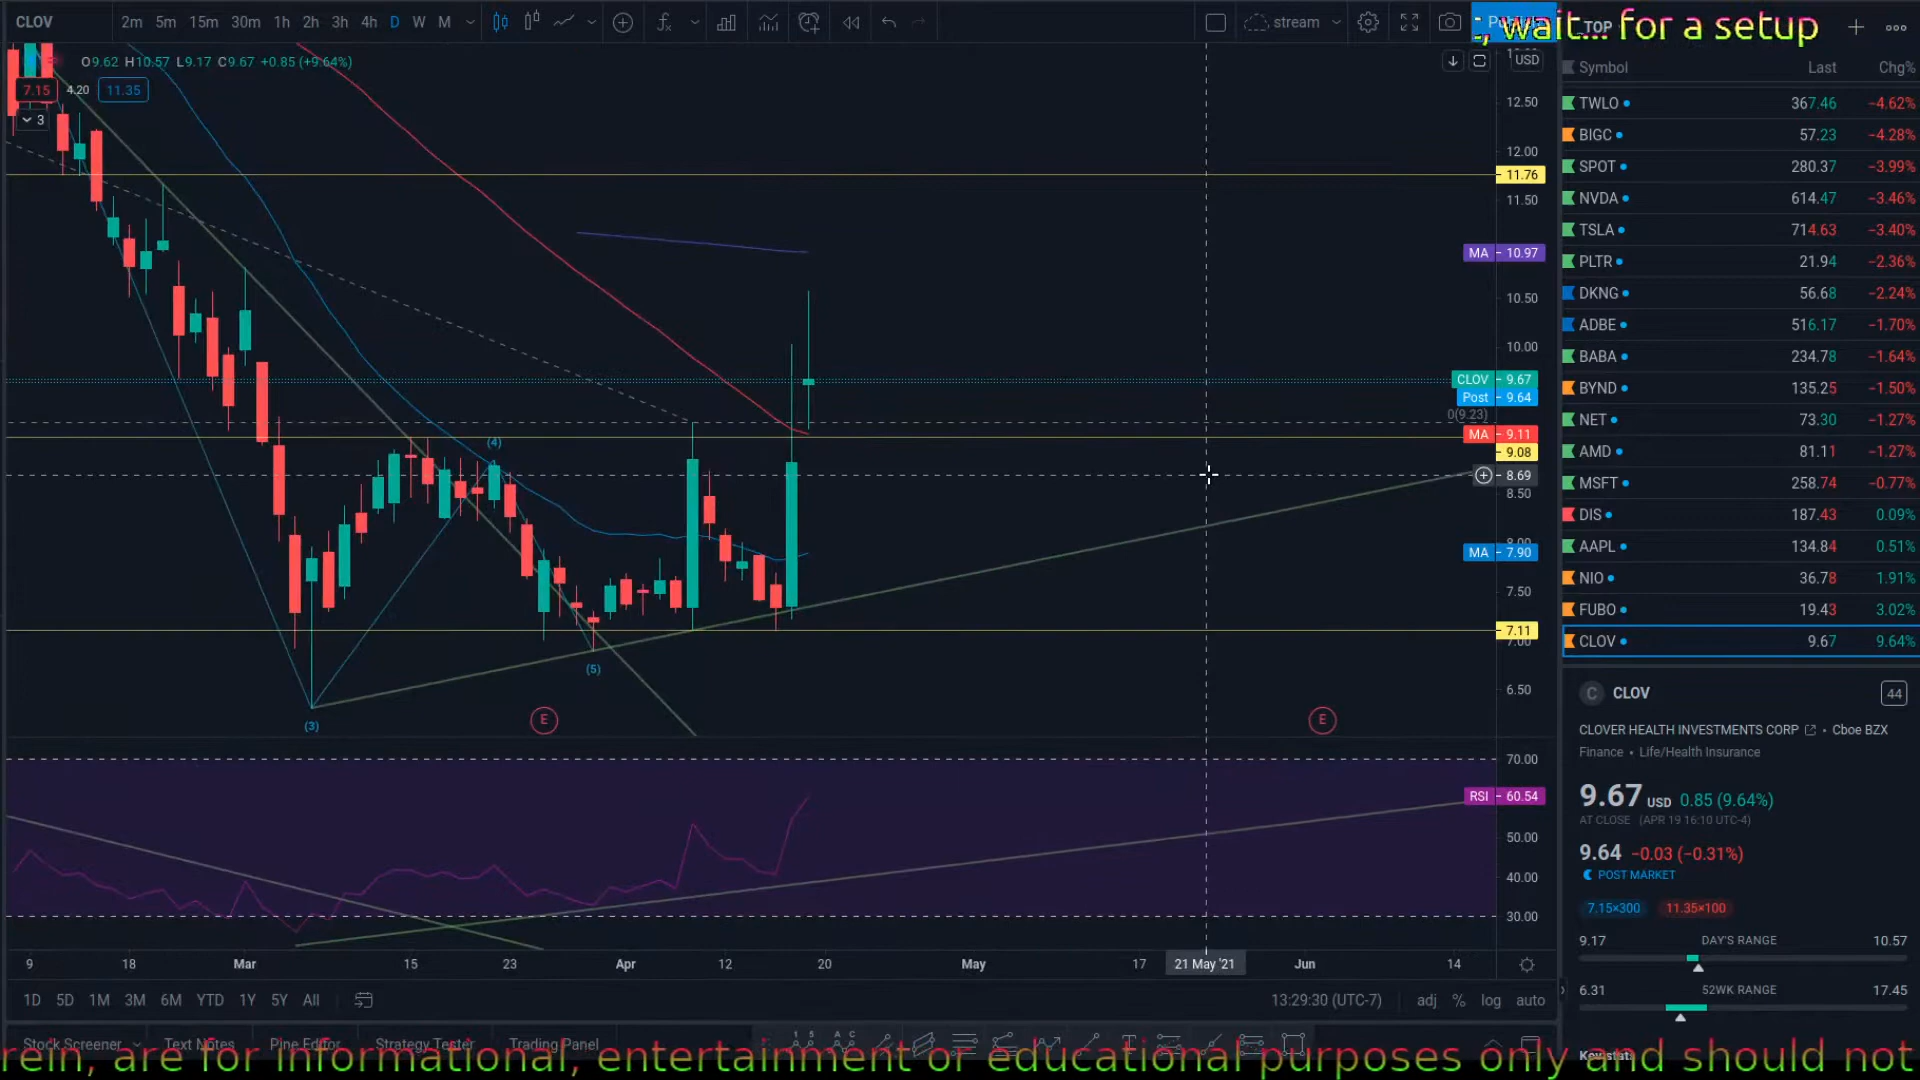 CLOV 2m 5m 15m 30m 1h 2h 3h 4h D W M stream
: , wait... for a setup
TOP
O9.62 H10.57 L9.17 C9.67 +0.85 (+9.64%)
7.15 4.20 11.35
3
USD
12.50
12.00
11.76
11.50
MA 10.97
10.50
10.00
CLOV 9.67
Post 9.64
0(9.23)
MA 9.11
9.08
8.69
8.50
8.00
MA 7.90
7.50
7.11
7.00
6.50
(4)
(5)
(3)
E E
70.00
RSI 60.54
50.00
40.00
30.00
9 18 Mar 15 23 Apr 12 20 May 17 21 May '21 Jun 14
1D 5D 1M 3M 6M YTD 1Y 5Y All
13:29:30 (UTC-7) adj % log auto
Stock Screener Text Notes Pine Editor Strategy Tester Trading Panel
Symbol Last Chg%
TWLO 367.46 −4.62%
BIGC 57.23 −4.28%
SPOT 280.37 −3.99%
NVDA 614.47 −3.46%
TSLA 714.63 −3.40%
PLTR 21.94 −2.36%
DKNG 56.68 −2.24%
ADBE 516.17 −1.70%
BABA 234.78 −1.64%
BYND 135.25 −1.50%
NET 73.30 −1.27%
AMD 81.11 −1.27%
MSFT 258.74 −0.77%
DIS 187.43 0.09%
AAPL 134.84 0.51%
NIO 36.78 1.91%
FUBO 19.43 3.02%
CLOV 9.67 9.64%
C CLOV 44
CLOVER HEALTH INVESTMENTS CORP • Cboe BZX
Finance • Life/Health Insurance
9.67 USD 0.85 (9.64%)
AT CLOSE (APR 19 16:10 UTC-4)
9.64 −0.03 (−0.31%)
POST MARKET
7.15×300 11.35×100
9.17 DAY'S RANGE 10.57
6.31 52WK RANGE 17.45
Key stats
rein, are for informational, entertainment or educational purposes only and should not